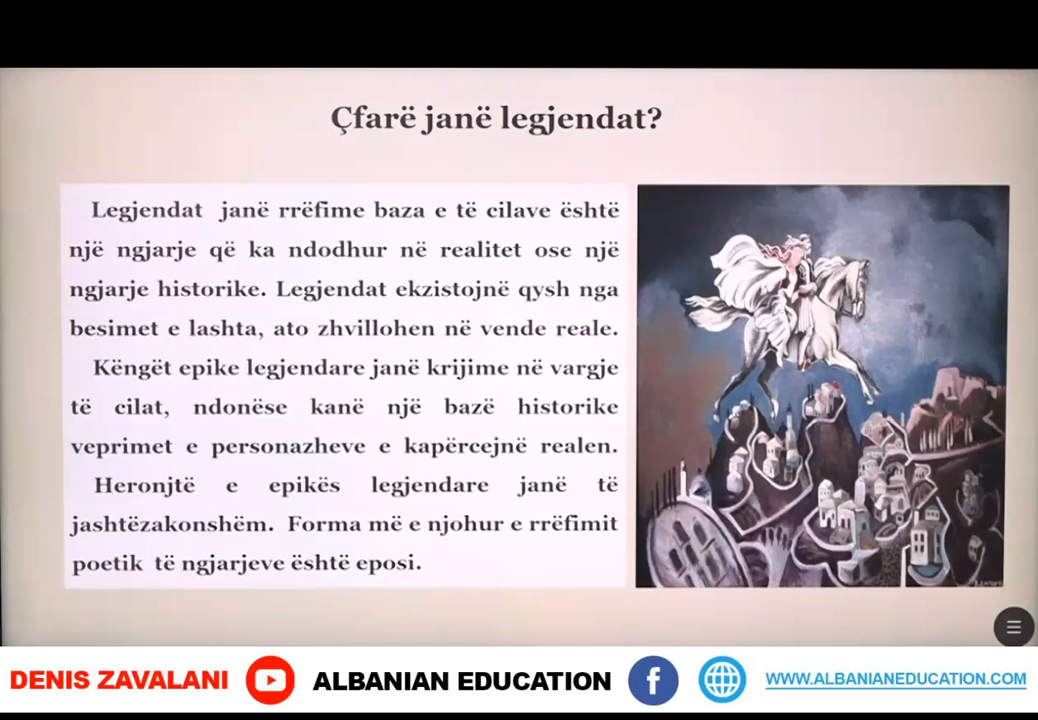 Çfarë janë legjendat?
Legjendat janë rrëfime baza e të cilave është
një ngjarje që ka ndodhur në realitet ose një
ngjarje historike. Legjendat ekzistojnë qysh nga
besimet e lashta, ato zhvillohen në vende reale.
Këngët epike legjendare janë krijime në vargje
të cilat, ndonëse kanë një bazë historike
veprimet e personazheve e kapërcejnë realen.
Heronjtë e epikës legjendare janë të
jashtëzakonshëm. Forma më e njohur e rrëfimit
poetik të ngjarjeve është eposi.
DENIS ZAVALANI
ALBANIAN EDUCATION
WWW.ALBANIANEDUCATION.COM